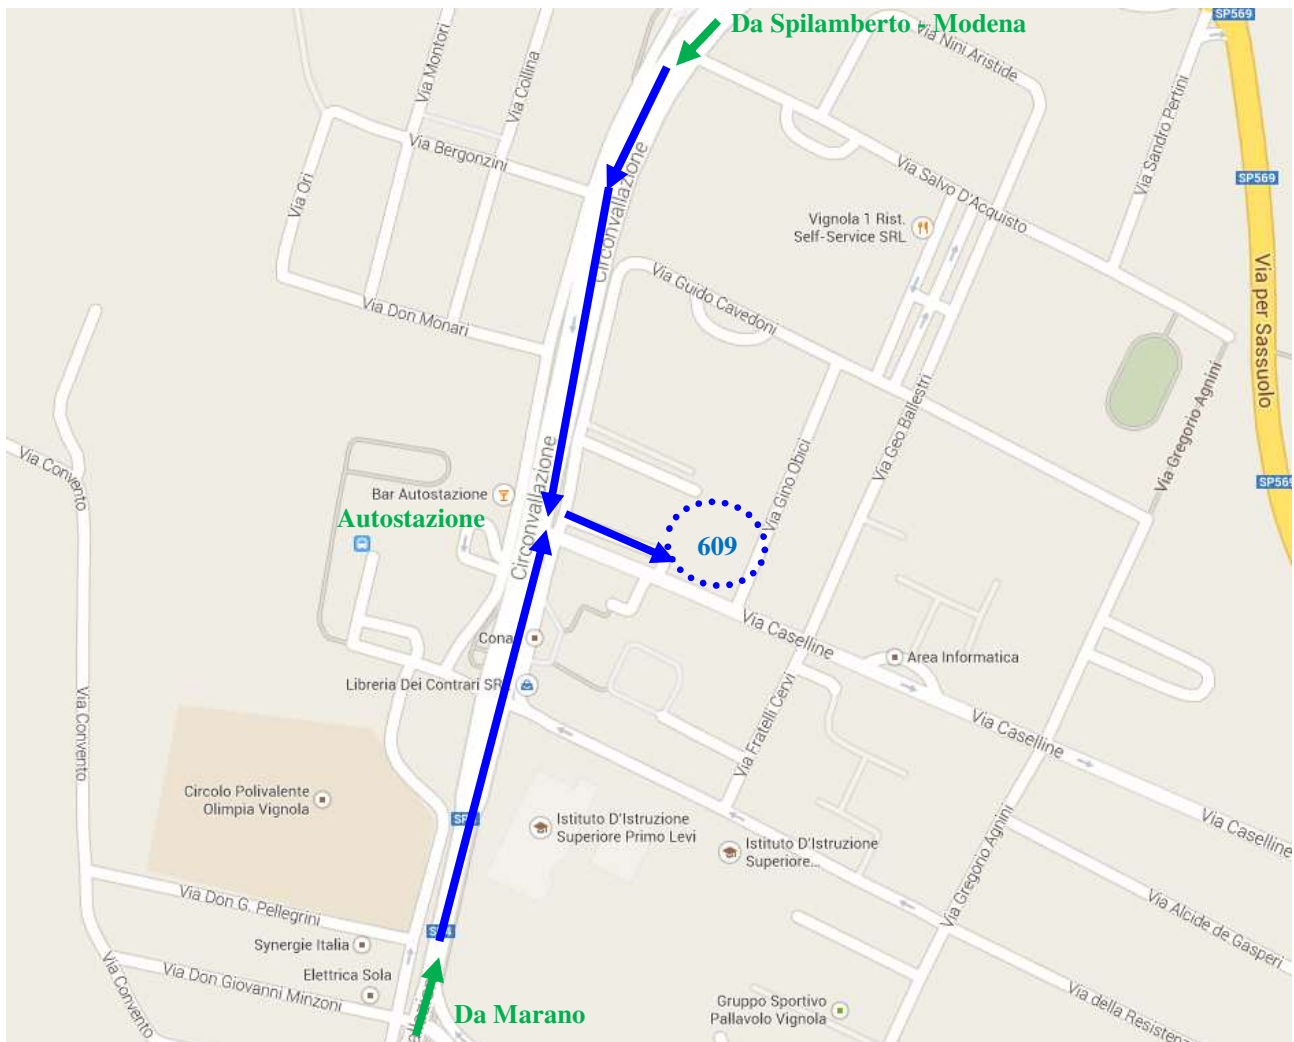 Da Spilamberto - Modena
SP569
Via Montori
Via Collina
Via Nini Aristide
Via Sandro Pertini
Via Bergonzini
Circonvallazione
Via Salvo D'Acquisto
SP569
Via Ori
Vignola 1 Rist.
Self-Service SRL
Via Guido Cavedoni
Via per Sassuolo
Via Don Monari
Via Gregorio Agnini
Via Geo Ballestri
Via Convento
Circonvallazione
Via Gino Obici
SP569
Bar Autostazione
Autostazione
609
Via Caselline
Cona
Area Informatica
Libreria Dei Contrari SR
Via Convento
Via Fratelli Cervi
Via Caselline
Circolo Polivalente
Olimpia Vignola
Istituto D'Istruzione
Superiore Primo Levi
Istituto D'Istruzione
Superiore...
Via Caselline
Via Gregorio Agnini
Via Don G. Pellegrini
Via Alcide de Gasperi
Synergie Italia
Via Don Giovanni Minzoni
Elettrica Sola
Via Convento
Da Marano
Gruppo Sportivo
Pallavolo Vignola
Via della Resistenz